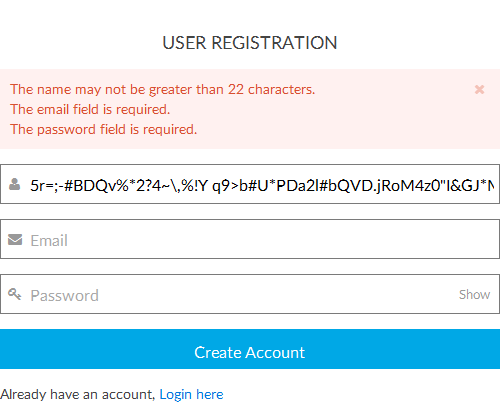 USER REGISTRATION
The name may not be greater than 22 characters.
The email field is required.
The password field is required.
5r=;-#BDQv%*2?4~\,%!Y q9>b#U*PDa2l#bQVD.jRoM4z0"I&GJ*M
Email
Password Show
Create Account
Already have an account, Login here